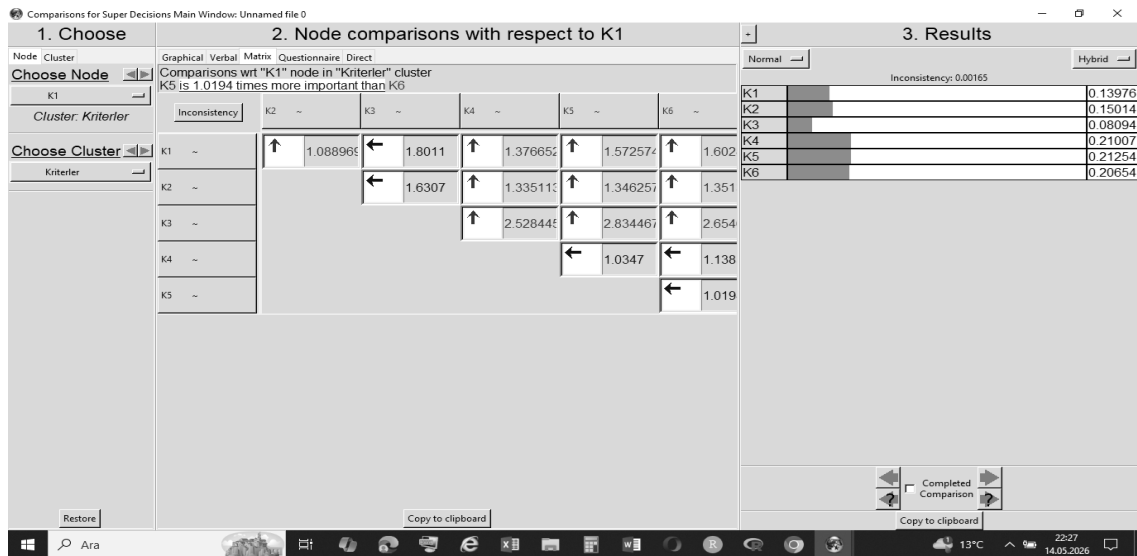 Comparisons for Super Decisions Main Window: Unnamed file 0
1. Choose
Node Cluster
Choose Node
K1
Cluster: Kriterler
Choose Cluster
Kriterler
Restore
2. Node comparisons with respect to K1
Graphical Verbal Matrix Questionnaire Direct
Comparisons wrt "K1" node in "Kriterler" cluster
K5 is 1.0194 times more important than K6
Inconsistency K2 ~ K3 ~ K4 ~ K5 ~ K6 ~
K1 ~ 1.088969 1.8011 1.376652 1.572574 1.602
K2 ~ 1.6307 1.335113 1.346257 1.351
K3 ~ 2.528445 2.834467 2.654
K4 ~ 1.0347 1.138
K5 ~ 1.019
Copy to clipboard
+ 3. Results
Normal Hybrid
Inconsistency: 0.00165
K1 0.13976
K2 0.15014
K3 0.08094
K4 0.21007
K5 0.21254
K6 0.20654
Completed
Comparison
Copy to clipboard
Ara
13°C
22:27
14.05.2026